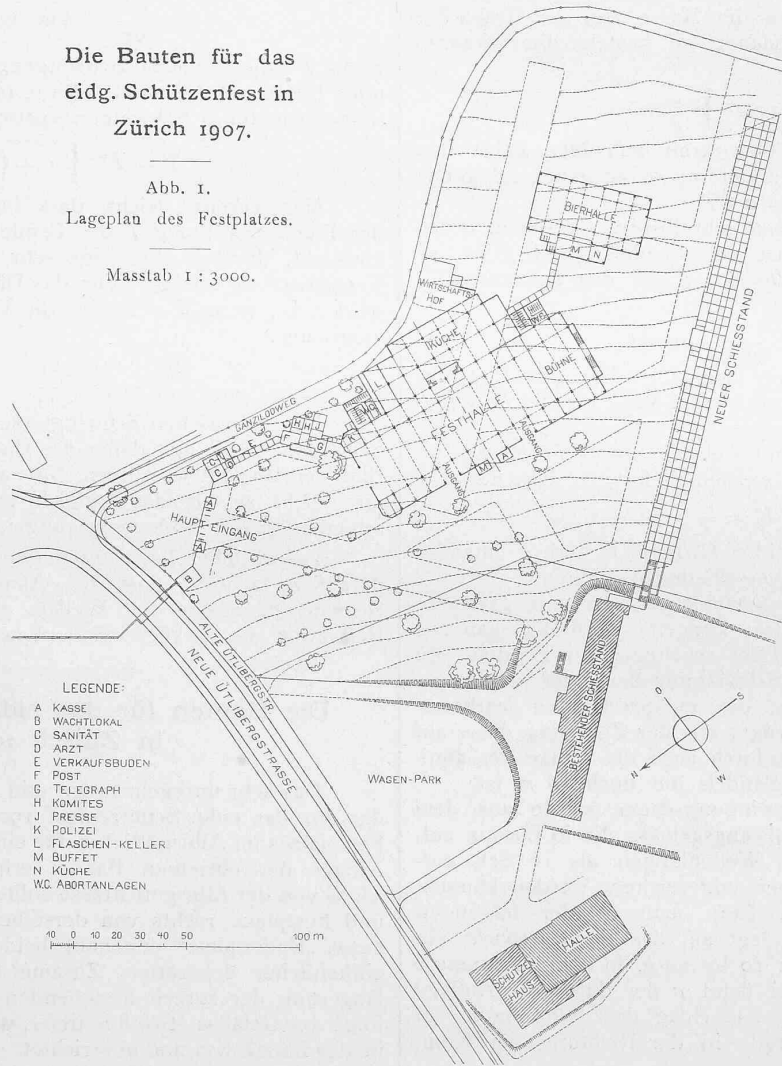 Die Bauten für das
eidg. Schützenfest in
Zürich 1907.
Abb. 1.
Lageplan des Festplatzes.
Masstab 1 : 3000.
BIERHALLE
M N
WIRTSCHAFTS
HOF
KÜCHE
W.C.
BÜHNE
NEUER SCHIESSTAND
L
W.C.
FESTHALLE
GANZILOOWEG
H H J
E F G K
C
C D
AUSGANG
M A
AUSGANG
A
HAUPT-EINGANG
A
B
ALTE ÜTLIBERGSTR.
NEUE ÜTLIBERGSTRASSE
BESTEHENDER SCHIESSTAND
O S
N W
WAGEN-PARK
LEGENDE:
A KASSE
B WACHTLOKAL
C SANITÄT
D ARZT
E VERKAUFSBUDEN
F POST
G TELEGRAPH
H KOMITES
J PRESSE
K POLIZEI
L FLASCHEN-KELLER
M BUFFET
N KÜCHE
W.C. ABORTANLAGEN
40 0 10 20 30 40 50 100 m
SCHÜTZEN
HAUS
HALLE